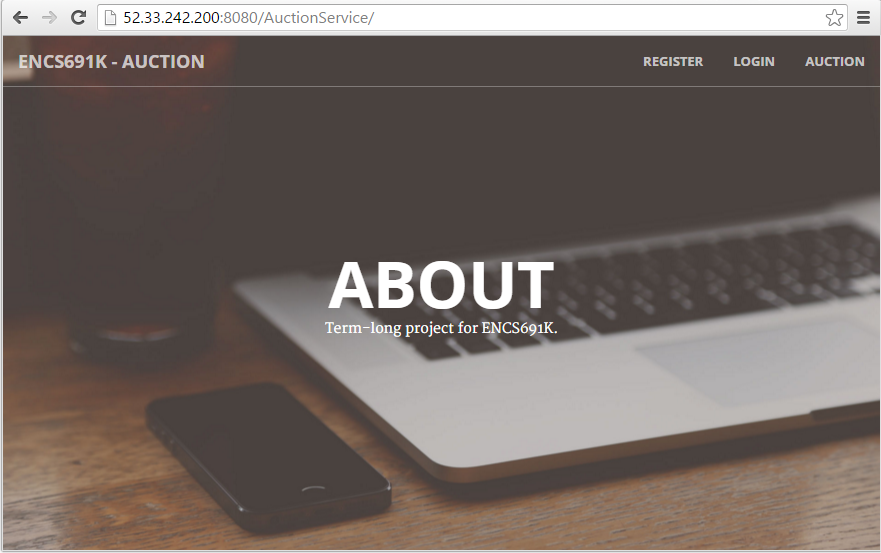 52.33.242.200:8080/AuctionService/
ENCS691K - AUCTION
REGISTER
LOGIN
AUCTION
ABOUT
Term-long project for ENCS691K.